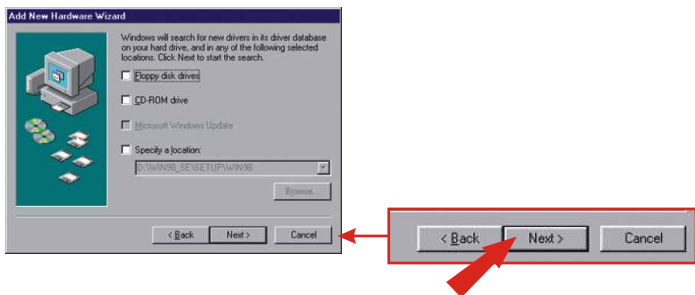 Add New Hardware Wizard
Windows will search for new drivers in its driver database
on your hard drive, and in any of the following selected
locations. Click Next to start the search.
Floppy disk drives
CD-ROM drive
Microsoft Windows Update
Specify a location:
D:\WIN98_SE\SETUP\WIN98
Browse...
< Back Next > Cancel
< Back Next > Cancel